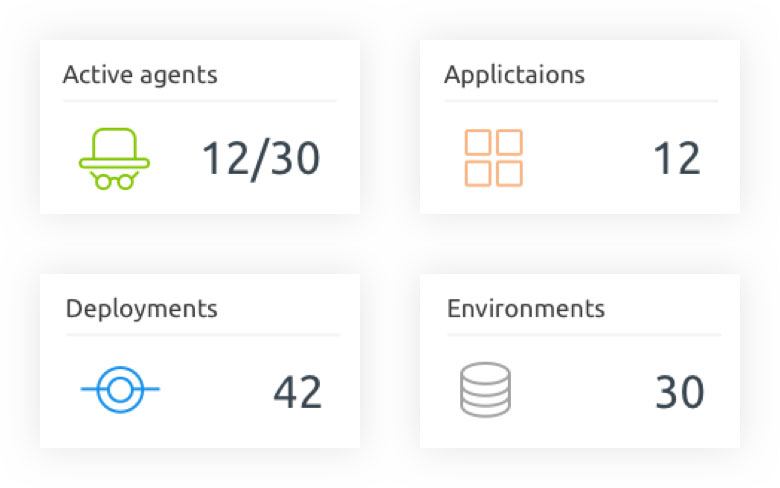 Active agents
12/30
Applictaions
12
Deployments
42
Environments
30